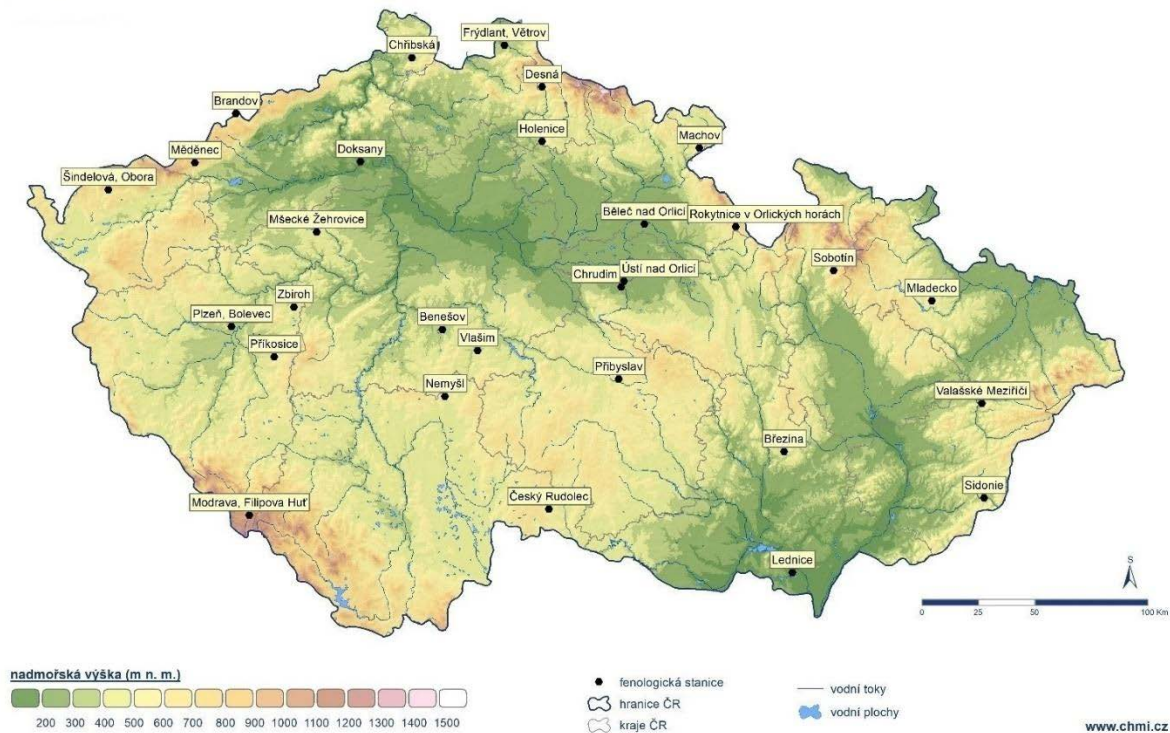 Frýdlant, Větrov
Chřibská
Desná
Brandov
Holenice
Machov
Měděnec
Doksany
Šindelová, Obora
Mšecké Žehrovice
Běleč nad Orlicí
Rokytnice v Orlických horách
Chrudim
Ústí nad Orlicí
Sobotín
Mladecko
Zbiroh
Plzeň, Bolevec
Benešov
Vlašim
Příkosice
Přibyslav
Nemyšl
Valašské Meziříčí
Březina
Sidonie
Modrava, Filipova Huť
Český Rudolec
Lednice
S
0 25 50 100 Km
nadmořská výška (m n. m.)
200 300 400 500 600 700 800 900 1000 1100 1200 1300 1400 1500
fenologická stanice
hranice ČR
kraje ČR
vodní toky
vodní plochy
www.chmi.cz